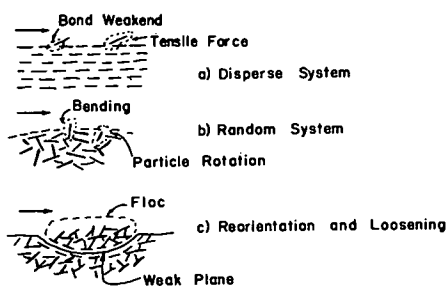 Bond Weakend
Tensile Force
a) Disperse System
Bending
b) Random System
Particle Rotation
Floc
c) Reorientation and Loosening
Weak Plane